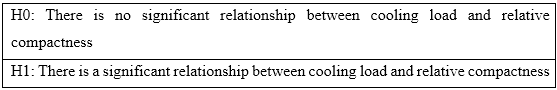 H0: There is no significant relationship between cooling load and relative
compactness
H1: There is a significant relationship between cooling load and relative compactness